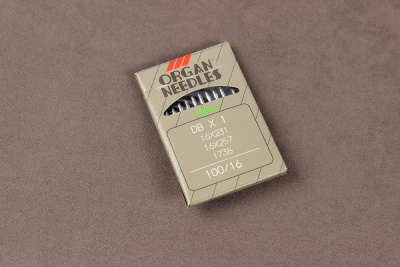 ORGAN
NEEDLES
DB X 1
16X231
16X257
1738
100/16